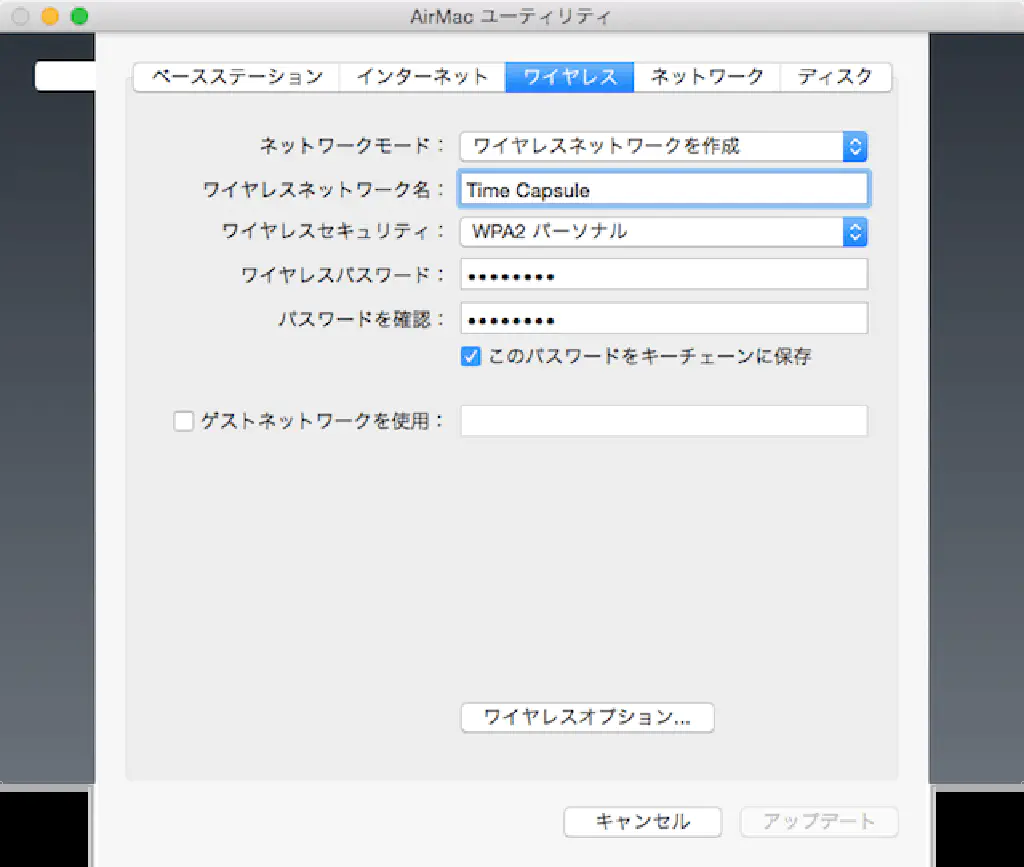 AirMac ユーティリティ
ベースステーション インターネット ワイヤレス ネットワーク ディスク
ネットワークモード： ワイヤレスネットワークを作成
ワイヤレスネットワーク名： Time Capsule
ワイヤレスセキュリティ： WPA2 パーソナル
ワイヤレスパスワード： ••••••••
パスワードを確認： ••••••••
このパスワードをキーチェーンに保存
ゲストネットワークを使用：
ワイヤレスオプション...
キャンセル アップデート